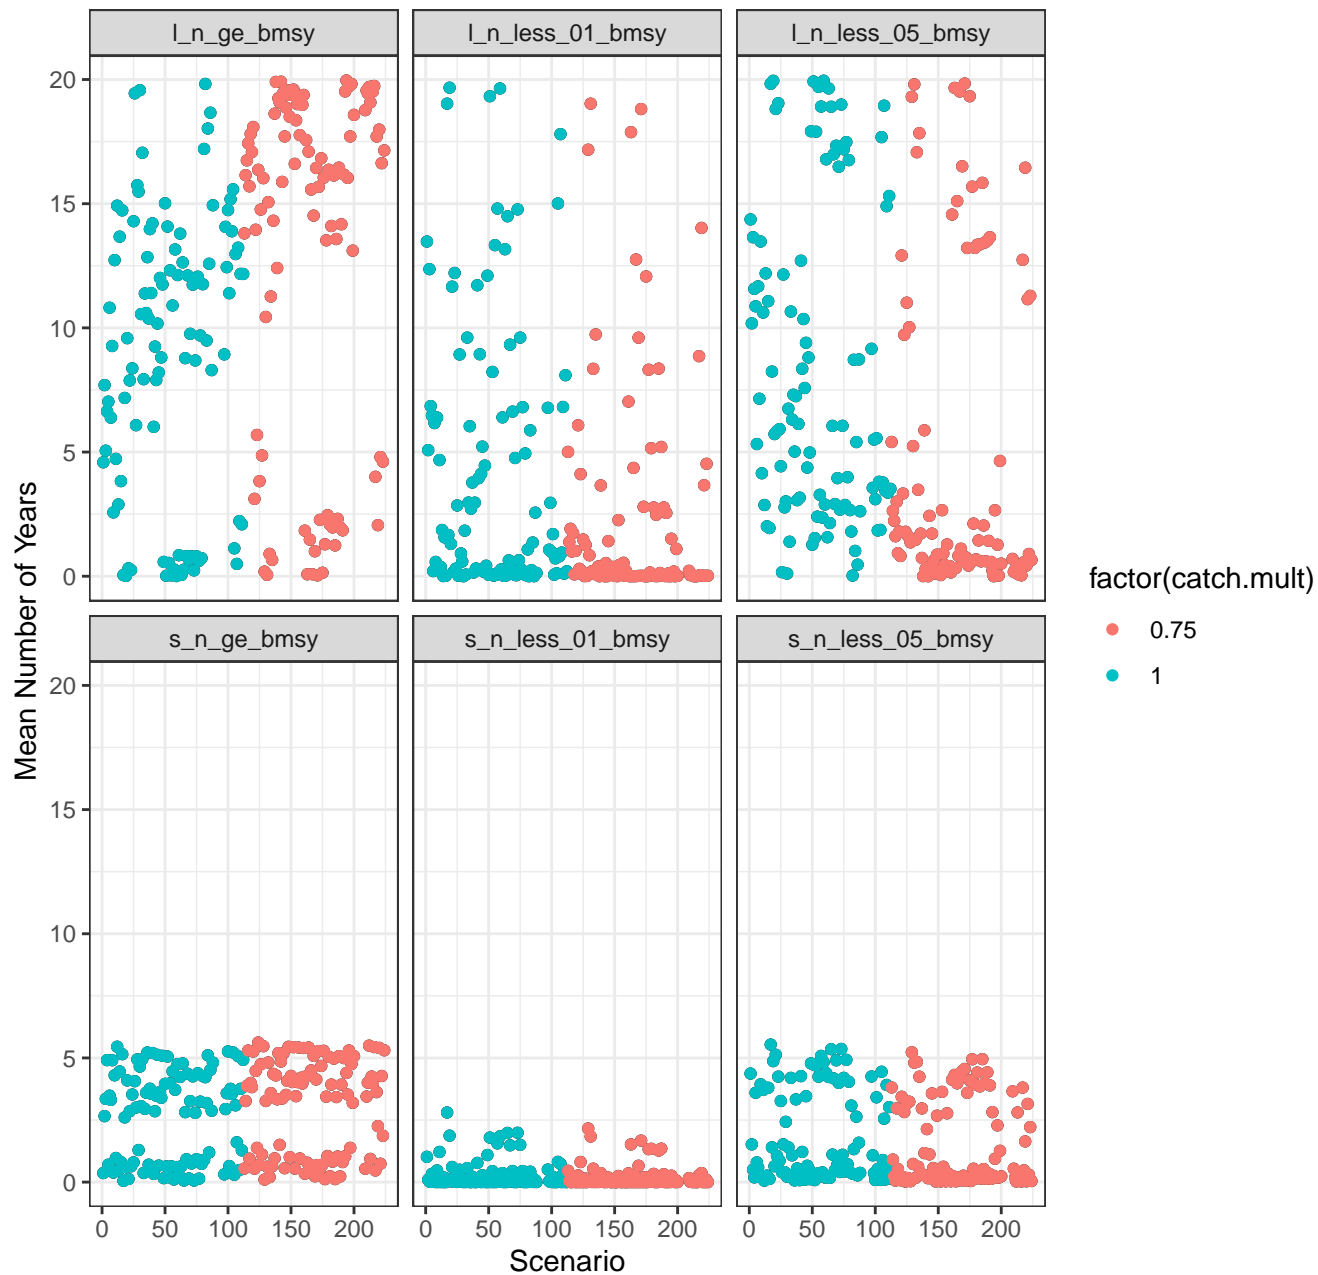 l_n_ge_bmsy
l_n_less_01_bmsy
l_n_less_05_bmsy
20
15
10
5
0
s_n_ge_bmsy
s_n_less_01_bmsy
s_n_less_05_bmsy
20
15
10
5
0
Mean Number of Years
0 50 100 150 200
0 50 100 150 200
0 50 100 150 200
Scenario
factor(catch.mult)
0.75
1